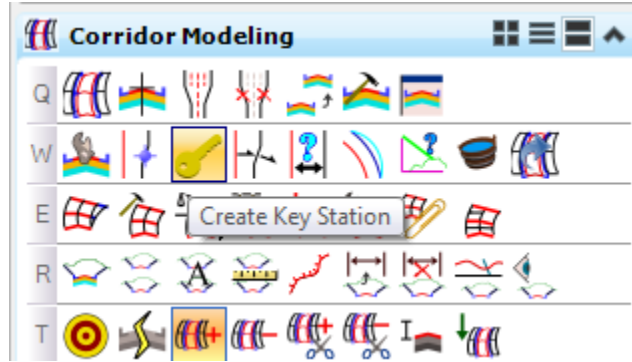 Corridor Modeling
Q
W
E
Create Key Station
R
A
T
I